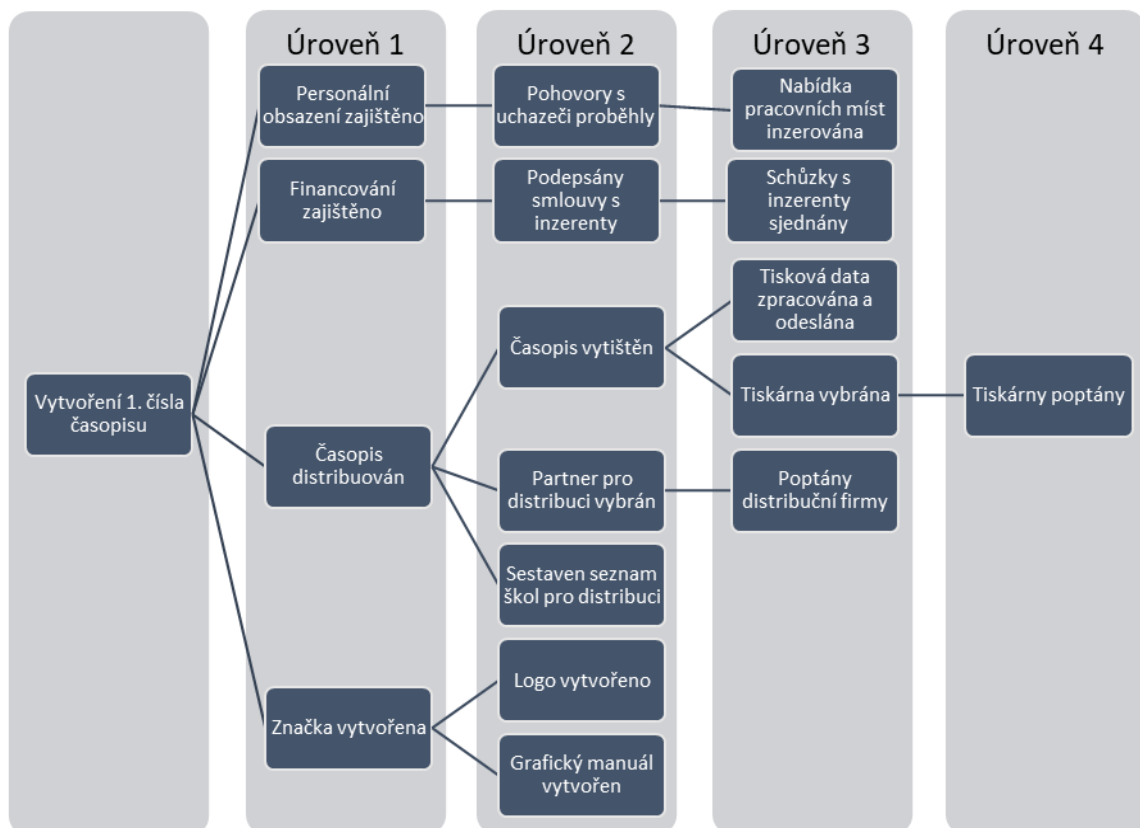 Úroveň 1
Úroveň 2
Úroveň 3
Úroveň 4
Vytvoření 1. čísla
časopisu
Personální
obsazení zajištěno
Pohovory s
uchazeči proběhly
Nabídka
pracovních míst
inzerována
Financování
zajištěno
Podepsány
smlouvy s
inzerenty
Schůzky s
inzerenty
sjednány
Časopis
distribuován
Časopis vytištěn
Tisková data
zpracována a
odeslána
Tiskárna vybrána
Tiskárny poptány
Partner pro
distribuci vybrán
Poptány
distribuční firmy
Sestaven seznam
škol pro distribuci
Značka vytvořena
Logo vytvořeno
Grafický manuál
vytvořen